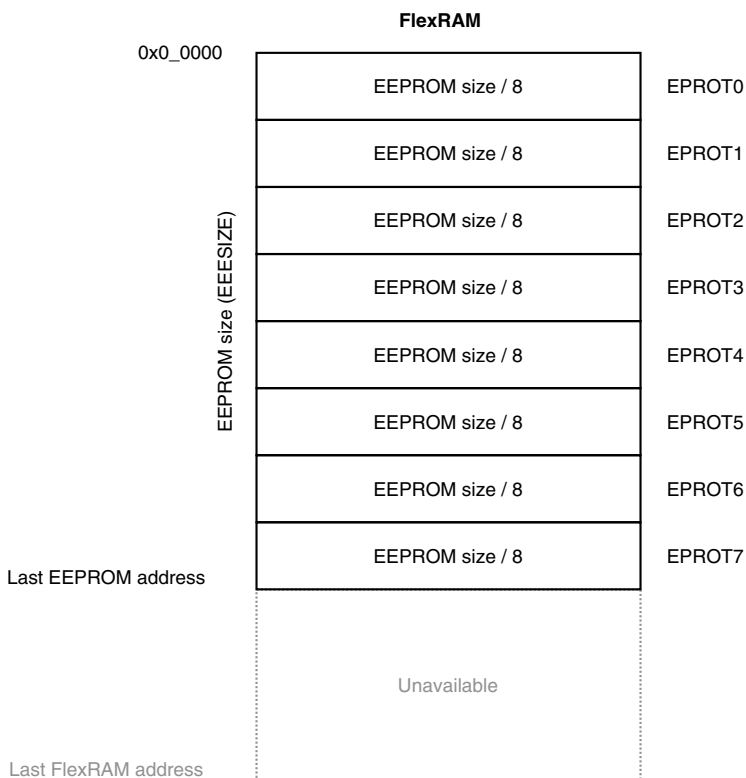 FlexRAM
0x0_0000
EEPROM size / 8 EPROT0
EEPROM size / 8 EPROT1
EEPROM size / 8 EPROT2
EEPROM size / 8 EPROT3
EEPROM size (EEESIZE)
EEPROM size / 8 EPROT4
EEPROM size / 8 EPROT5
EEPROM size / 8 EPROT6
EEPROM size / 8 EPROT7
Last EEPROM address
Unavailable
Last FlexRAM address